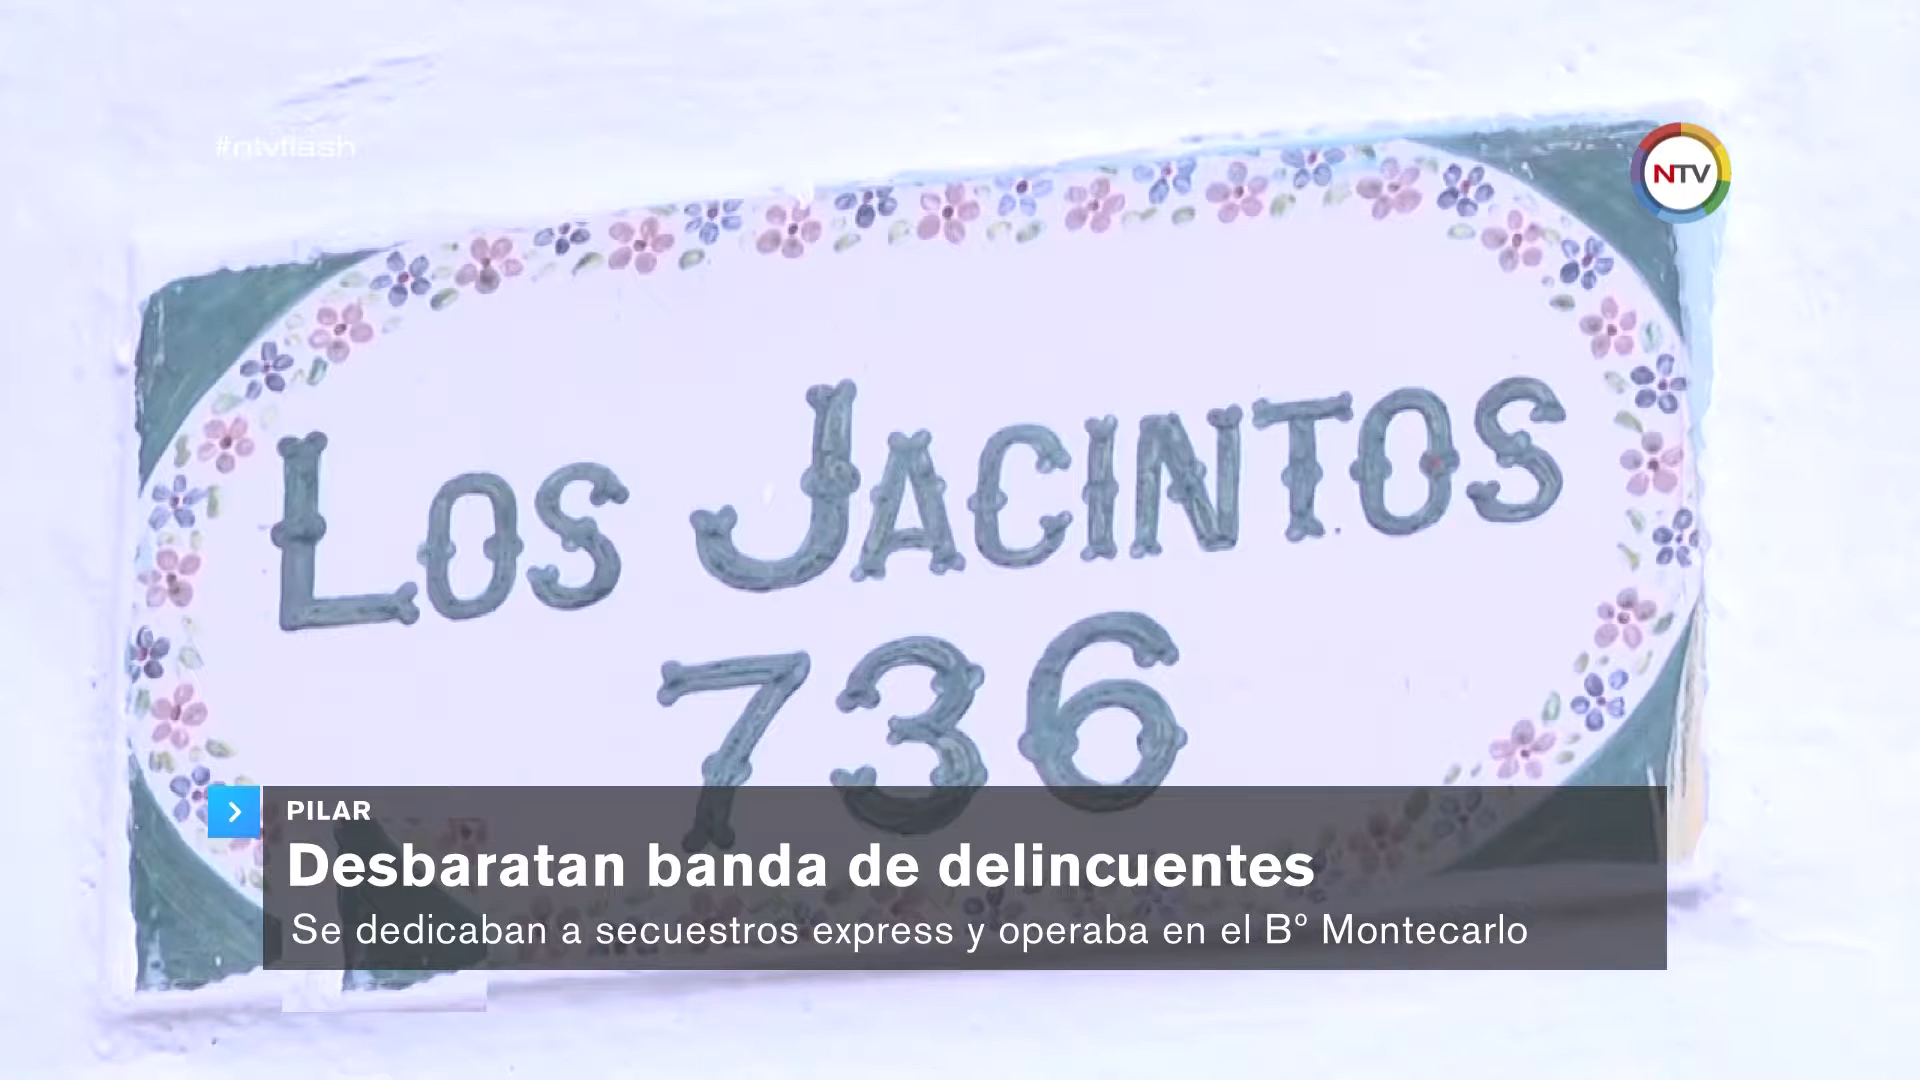 #ntvflash
NTV
LOS JACINTOS
736
PILAR
Desbaratan banda de delincuentes
Se dedicaban a secuestros express y operaba en el Bº Montecarlo